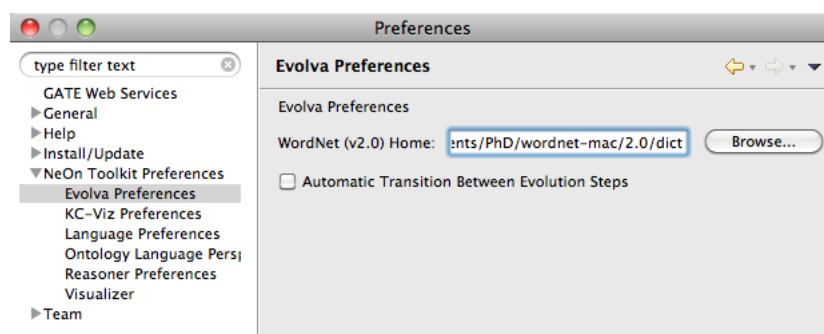 Preferences
type filter text
GATE Web Services
General
Help
Install/Update
NeOn Toolkit Preferences
Evolva Preferences
KC-Viz Preferences
Language Preferences
Ontology Language
Reasoner Preferences
Visualizer
Team
Evolva Preferences
Evolva Preferences
WordNet (v2.0) Home: ents/PhD/wordnet-mac/2.0/dict Browse...
Automatic Transition Between Evolution Steps